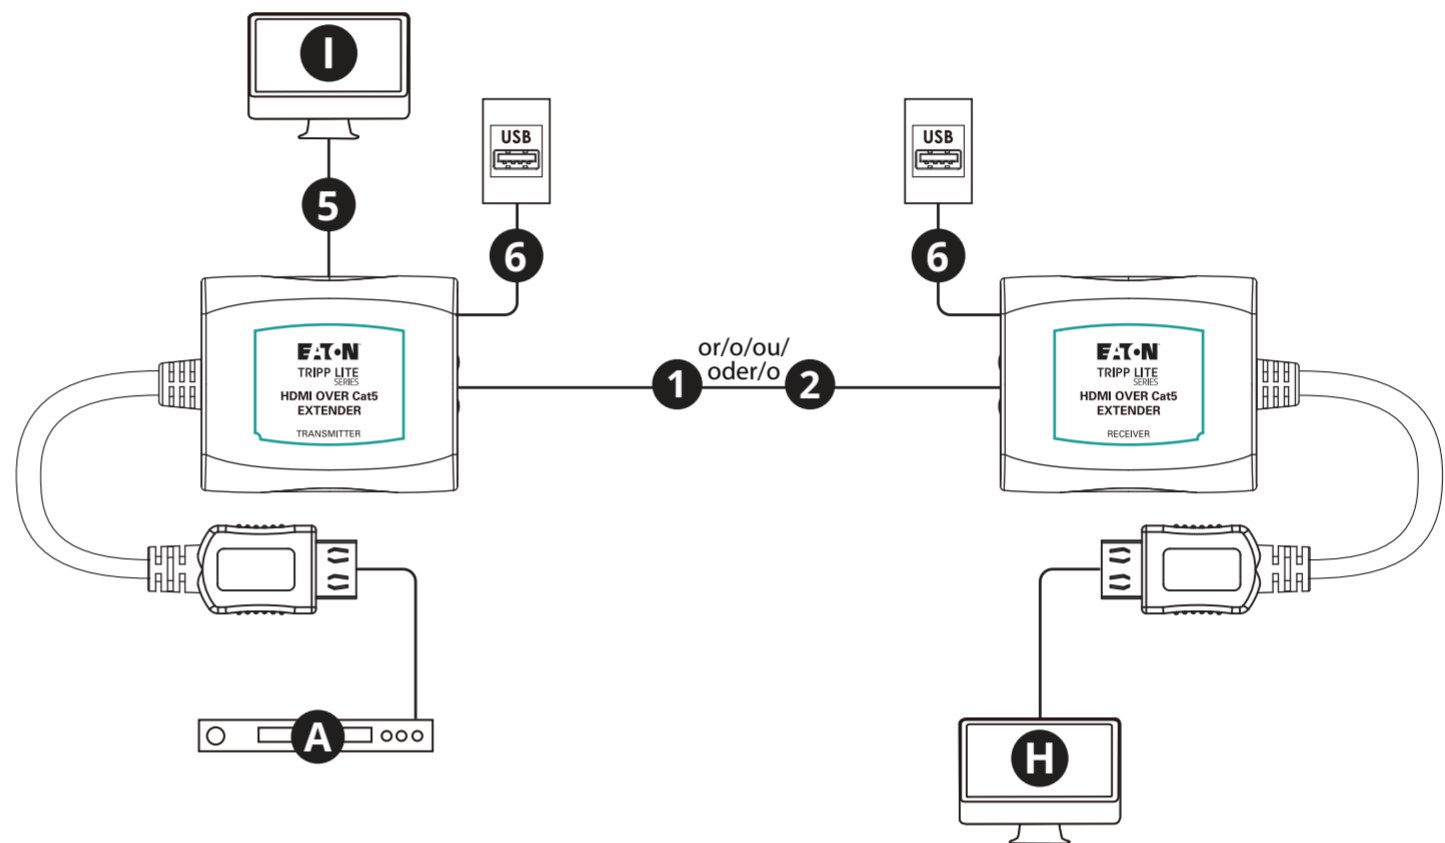 I
USB
USB
5
6
6
EATON
TRIPP LITE
SERIES
HDMI OVER Cat5
EXTENDER
TRANSMITTER
or/o/ou/
oder/o
1
2
EATON
TRIPP LITE
SERIES
HDMI OVER Cat5
EXTENDER
RECEIVER
A
H